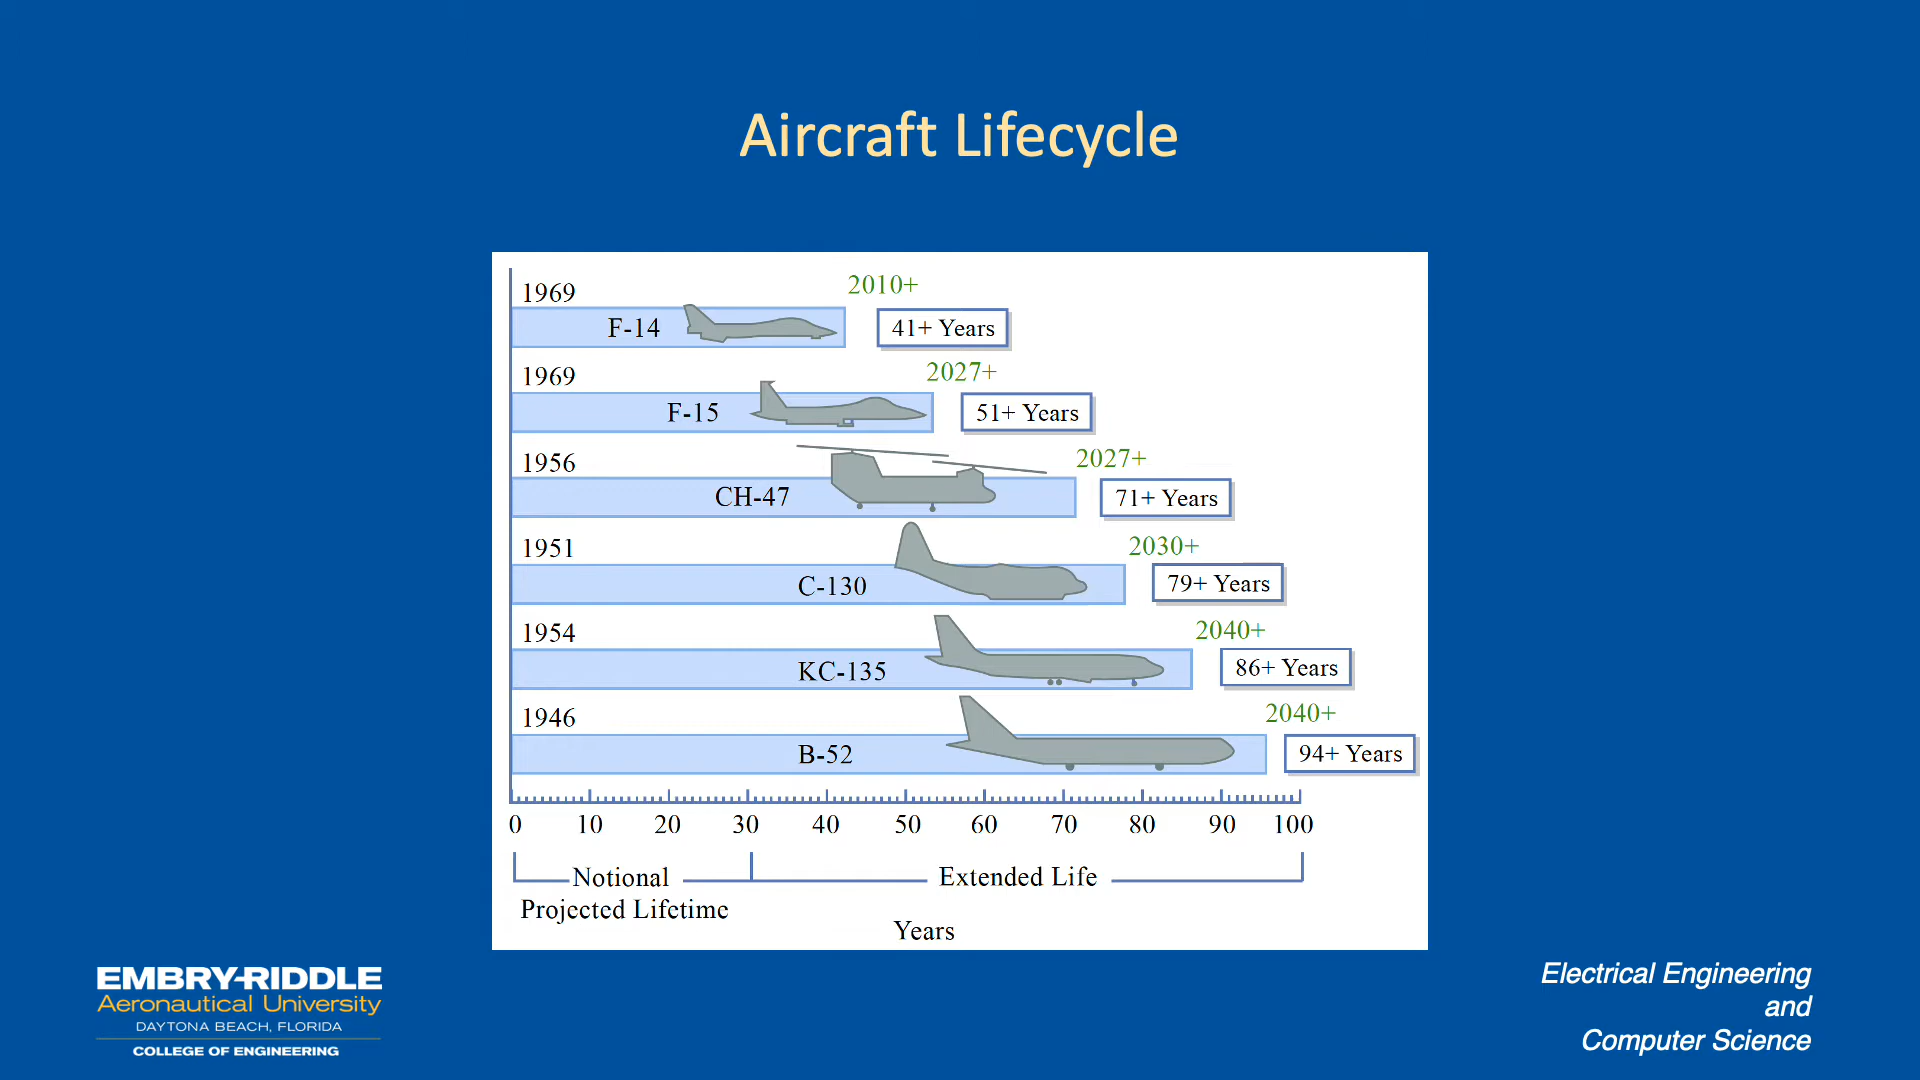 Aircraft Lifecycle
1969
2010+
F-14
41+ Years
1969
2027+
F-15
51+ Years
1956
2027+
CH-47
71+ Years
1951
2030+
C-130
79+ Years
1954
2040+
KC-135
86+ Years
1946
2040+
B-52
94+ Years
0 10 20 30 40 50 60 70 80 90 100
Notional
Projected Lifetime
Extended Life
Years
EMBRY-RIDDLE
Aeronautical University
DAYTONA BEACH, FLORIDA
COLLEGE OF ENGINEERING
Electrical Engineering
and
Computer Science